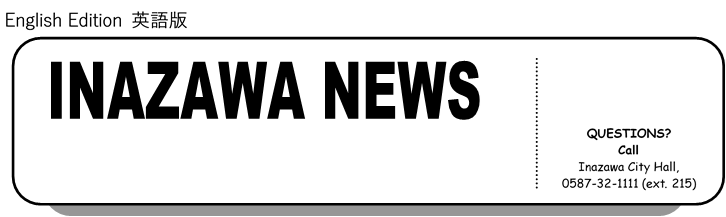 English Edition 英語版
INAZAWA NEWS
QUESTIONS?
Call
Inazawa City Hall,
0587-32-1111 (ext. 215)